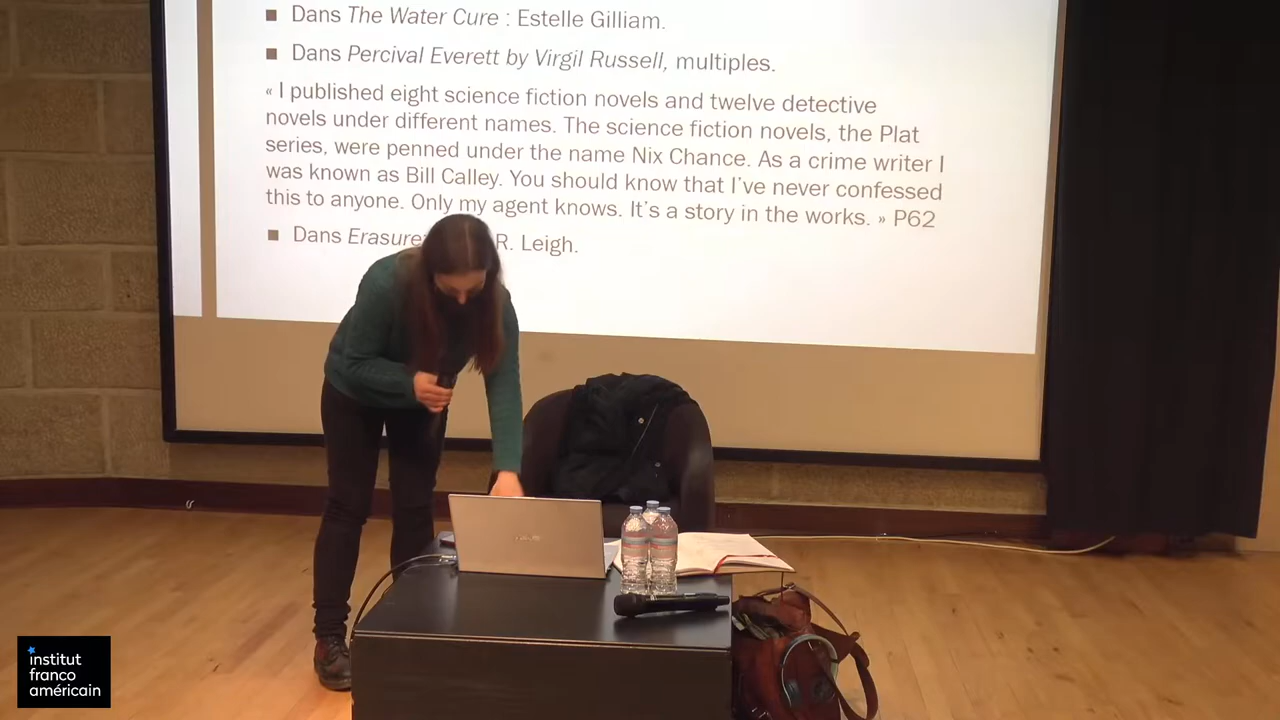 ■ Dans The Water Cure : Estelle Gilliam.
■ Dans Percival Everett by Virgil Russell, multiples.
« I published eight science fiction novels and twelve detective
novels under different names. The science fiction novels, the Plat
series, were penned under the name Nix Chance. As a crime writer I
was known as Bill Calley. You should know that I've never confessed
this to anyone. Only my agent knows. It's a story in the works. » P62
■ Dans Erasure: R. Leigh.
institut
franco
américain